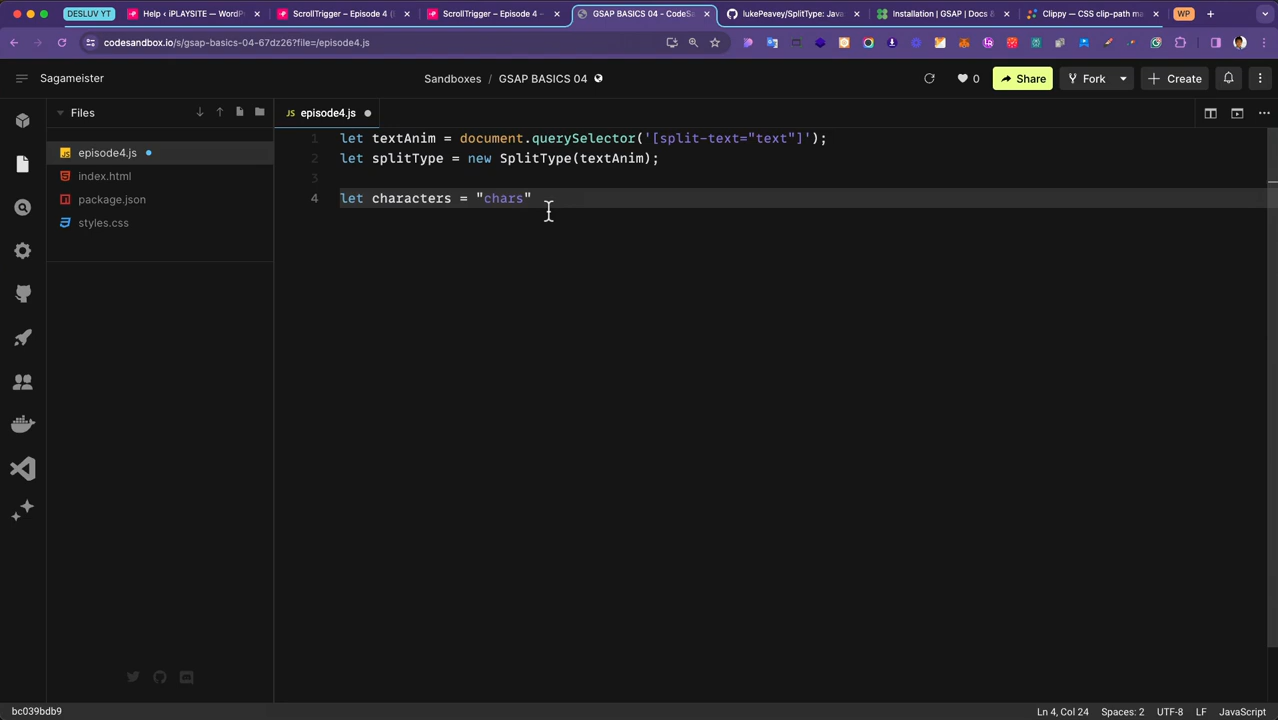 DESLUV YT
Help ‹ iPLAYSITE — WordP
ScrollTrigger – Episode 4 (
ScrollTrigger – Episode 4 –
GSAP BASICS 04 - CodeSa
lukePeavey/SplitType: Java
Installation | GSAP | Docs &
Clippy — CSS clip-path ma
WP
codesandbox.io/s/gsap-basics-04-67dz26?file=/episode4.js
Sagameister
Sandboxes / GSAP BASICS 04
0
Share
Fork
Create
Files
JS episode4.js
episode4.js
index.html
package.json
styles.css
1 let textAnim = document.querySelector('[split-text="text"]');
2 let splitType = new SplitType(textAnim);
3
4 let characters = "chars"
bc039bdb9
Ln 4, Col 24
Spaces: 2
UTF-8
LF
JavaScript